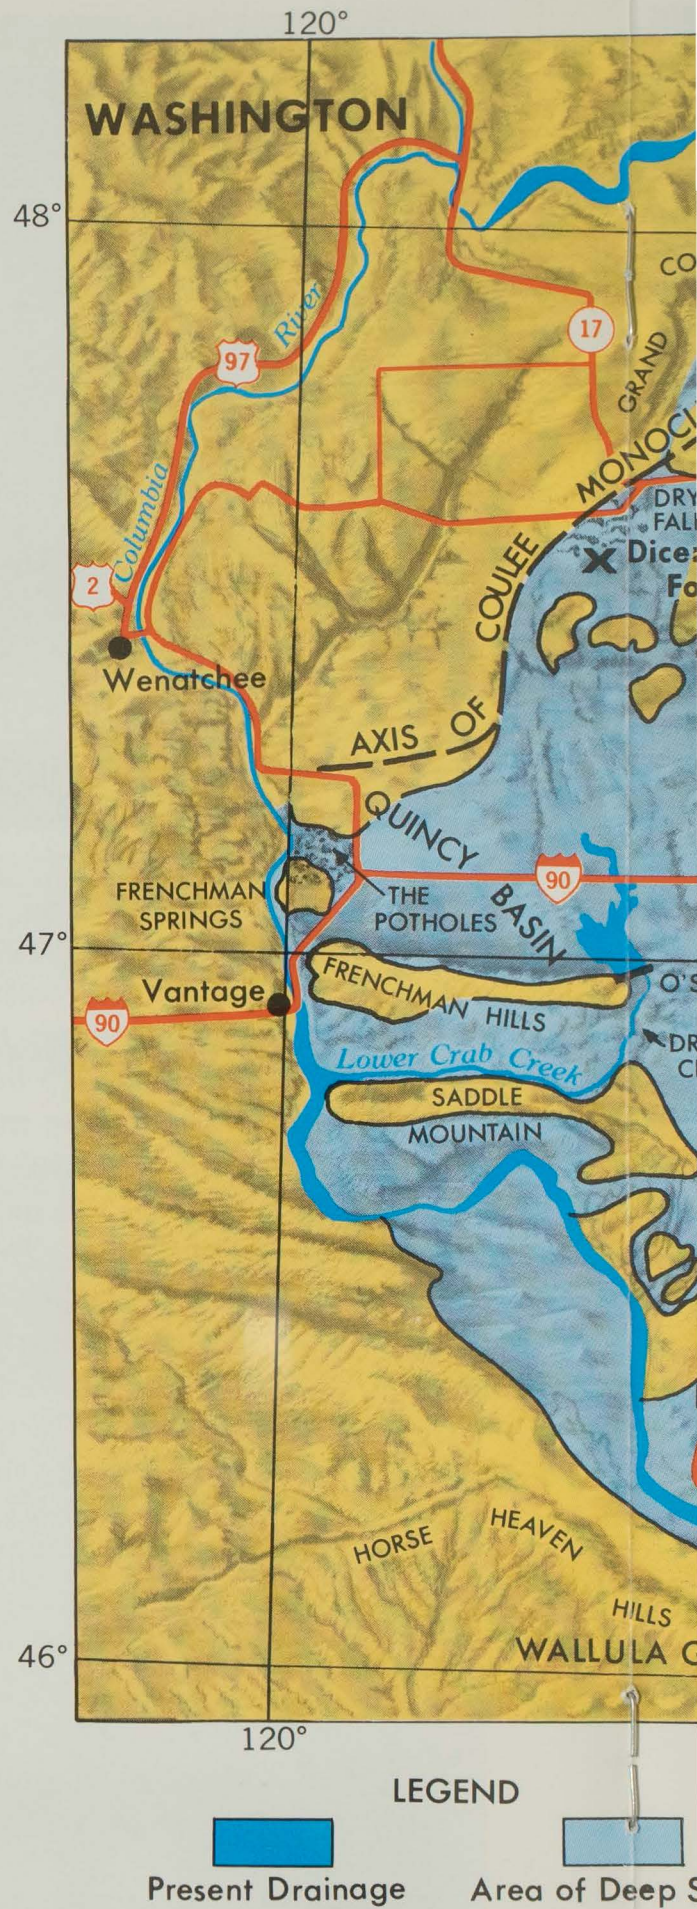 120°
WASHINGTON
48°
CO
River
17
97
GRAND
MONOCLI
Columbia
DRY
FALL
COULEE
Dice
Fo
2
Wenatchee
AXIS OF
QUINCY BASIN
90
FRENCHMAN
SPRINGS
THE
POTHOLES
47°
FRENCHMAN HILLS
O'S
Vantage
90
DR
C
Lower Crab Creek
SADDLE
MOUNTAIN
HORSE HEAVEN HILLS
WALLULA G
46°
120°
LEGEND
Present Drainage
Area of Deep S